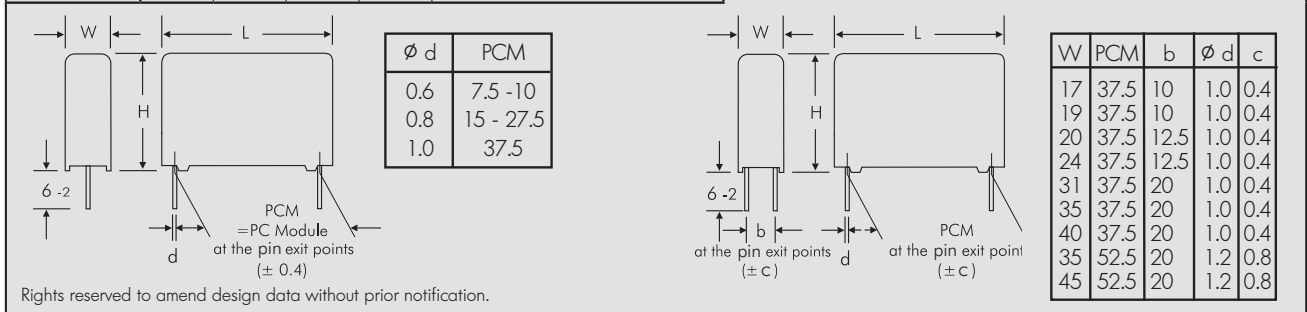 W
L
H
6 -2
d
PCM
=PC Module
at the pin exit points
(± 0.4)
Ø d PCM
0.6 7.5 -10
0.8 15 - 27.5
1.0 37.5
W
L
H
6 -2
b
at the pin exit points
(± c)
d
PCM
at the pin exit point
(± c)
W PCM b Ø d c
17 37.5 10 1.0 0.4
19 37.5 10 1.0 0.4
20 37.5 12.5 1.0 0.4
24 37.5 12.5 1.0 0.4
31 37.5 20 1.0 0.4
35 37.5 20 1.0 0.4
40 37.5 20 1.0 0.4
35 52.5 20 1.2 0.8
45 52.5 20 1.2 0.8
Rights reserved to amend design data without prior notification.